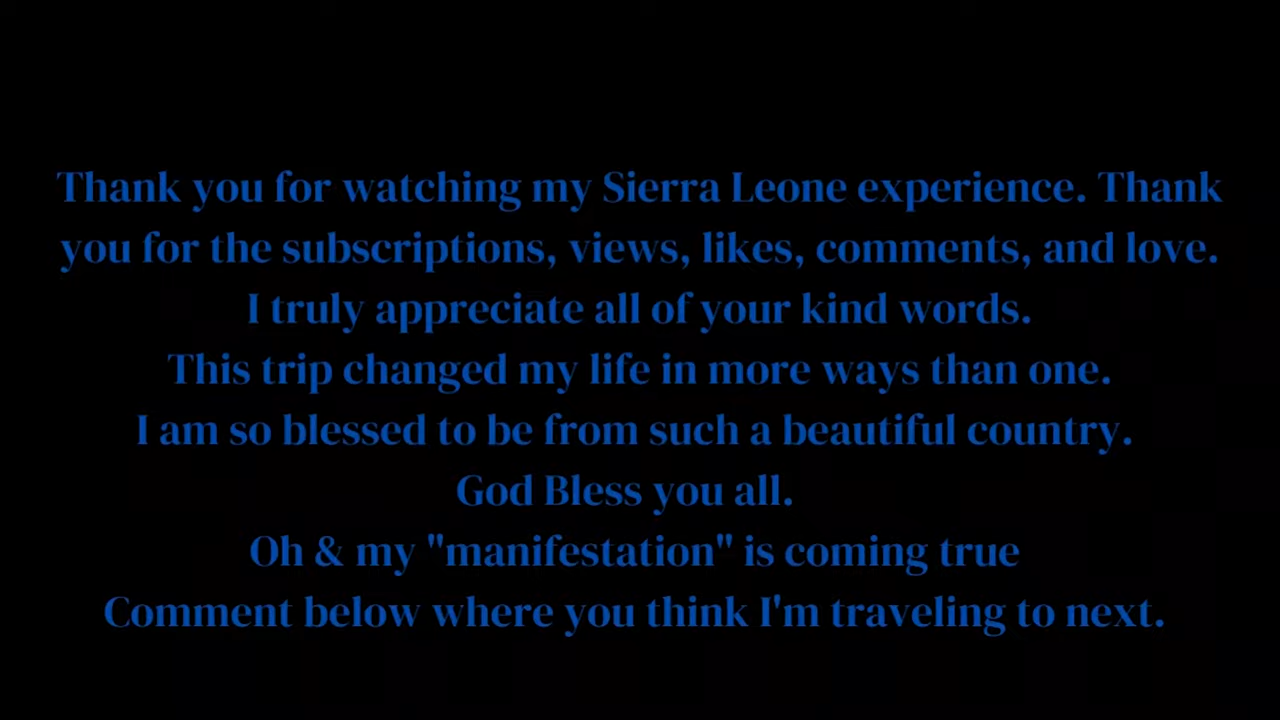 Thank you for watching my Sierra Leone experience. Thank
you for the subscriptions, views, likes, comments, and love.
I truly appreciate all of your kind words.
This trip changed my life in more ways than one.
I am so blessed to be from such a beautiful country.
God Bless you all.
Oh & my "manifestation" is coming true
Comment below where you think I'm traveling to next.